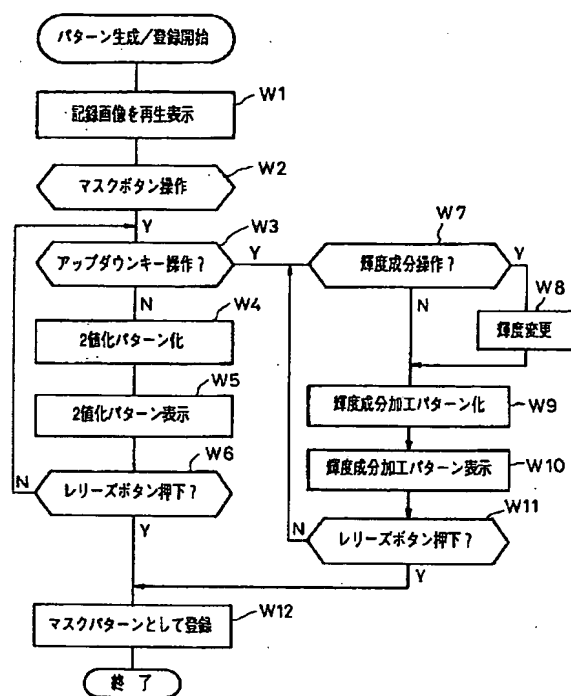 パターン生成/登録開始
W1
記録画像を再生表示
W2
マスクボタン操作
Y
W3
アップダウンキー操作?
Y
N
W4
2値化パターン化
W5
2値化パターン表示
W6
N
レリーズボタン押下?
Y
W7
輝度成分操作?
Y
N
W8
輝度変更
輝度成分加工パターン化
W9
輝度成分加工パターン表示
W10
W11
N
レリーズボタン押下?
Y
W12
マスクパターンとして登録
終了